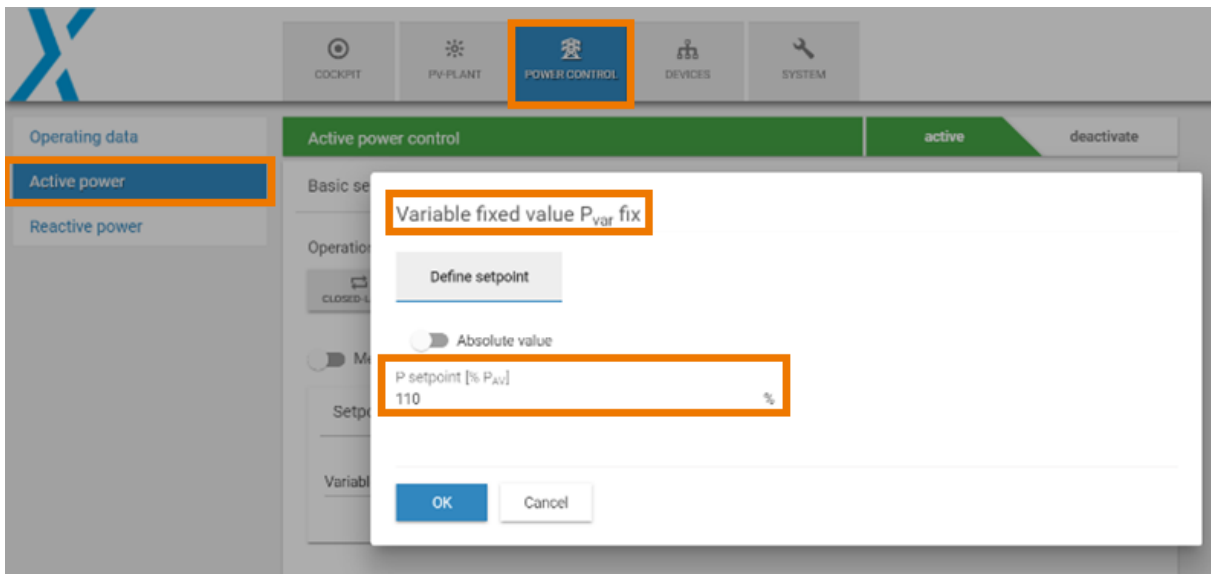 COCKPIT
PV-PLANT
POWER CONTROL
DEVICES
SYSTEM
Operating data
Active power
Reactive power
Active power control
active
deactivate
Basic se
Operation
CLOSED-L
Me
Setpo
Variabl
Variable fixed value Pvar fix
Define setpoint
Absolute value
P setpoint [% PAV]
110 %
OK
Cancel